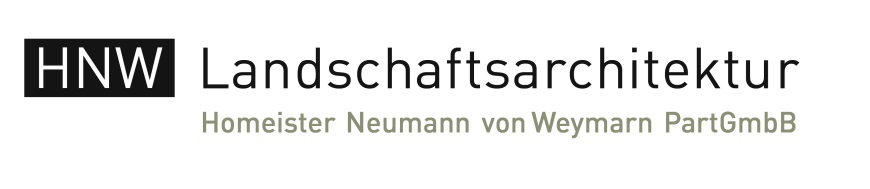 HNW Landschaftsarchitektur
Homeister Neumann von Weymarn PartGmbB